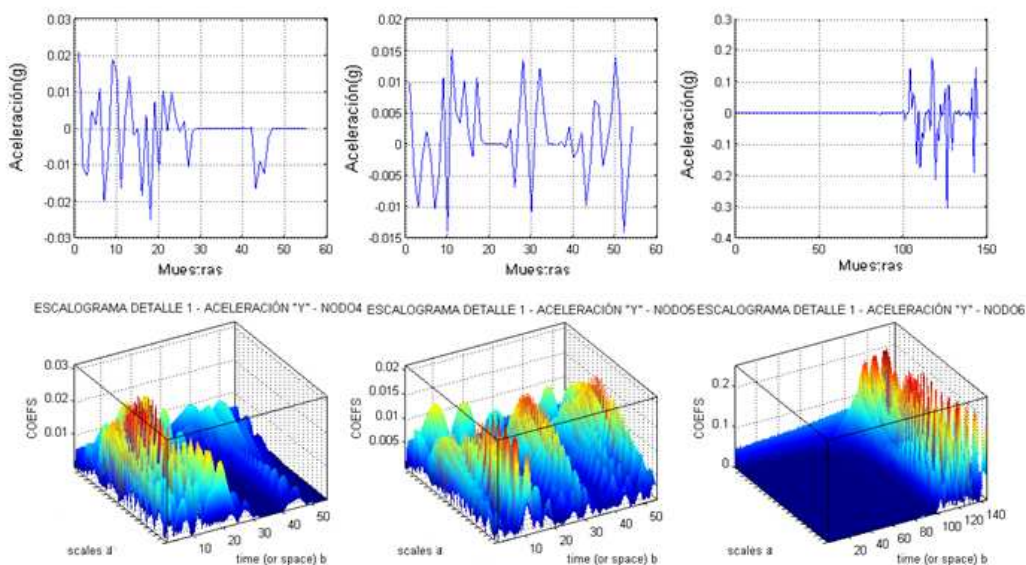 0.03
0.02
0.01
0
-0.01
-0.02
-0.03
Aceleración(g)
0 10 20 30 40 50 60
Muestras
0.02
0.015
0.01
0.005
0
-0.005
-0.01
-0.015
Aceleración(g)
0 10 20 30 40 50 60
Muestras
0.3
0.2
0.1
0
-0.1
-0.2
-0.3
-0.4
Aceleración(g)
0 50 100 150
Muestras
ESCALOGRAMA DETALLE 1 - ACELERACIÓN "Y" - NODO4
0.03
0.02
0.01
COEFS
scales a
10 20 30 40 50
time (or space) b
ESCALOGRAMA DETALLE 1 - ACELERACIÓN "Y" - NODO5
0.02
0.015
0.01
0.005
COEFS
scales a
10 20 30 40 50
time (or space) b
ESCALOGRAMA DETALLE 1 - ACELERACIÓN "Y" - NODO6
0.2
0.1
0
COEFS
scales a
20 40 60 80 100 120 140
time (or space) b